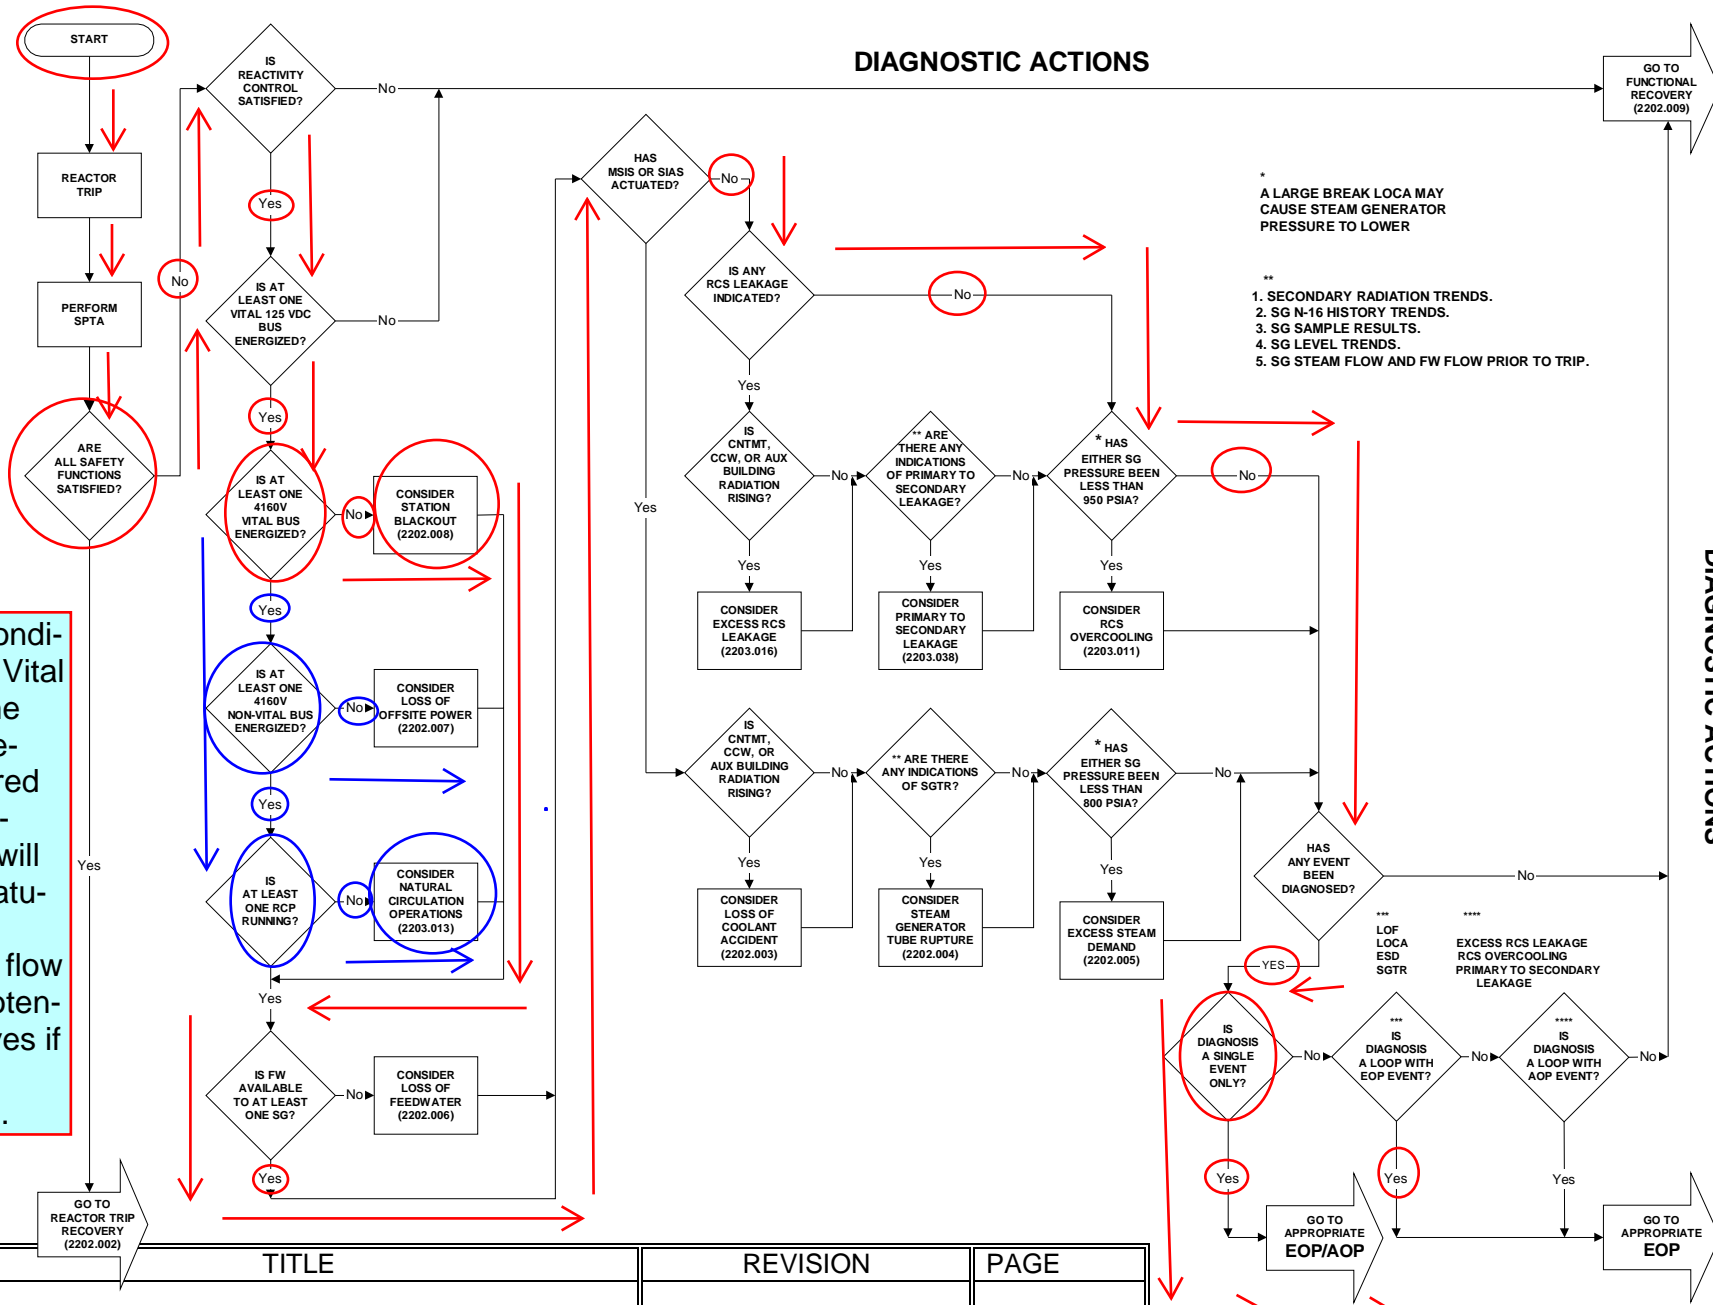 START
DIAGNOSTIC ACTIONS
IS
REACTIVITY
CONTROL
SATISFIED?
No
GO TO
FUNCTIONAL
RECOVERY
(2202.009)
REACTOR
TRIP
Yes
HAS
MSIS OR SIAS
ACTUATED?
No
*
A LARGE BREAK LOCA MAY
CAUSE STEAM GENERATOR
PRESSURE TO LOWER
No
IS ANY
RCS LEAKAGE
INDICATED?
No
**
1. SECONDARY RADIATION TRENDS.
2. SG N-16 HISTORY TRENDS.
3. SG SAMPLE RESULTS.
4. SG LEVEL TRENDS.
5. SG STEAM FLOW AND FW FLOW PRIOR TO TRIP.
PERFORM
SPTA
IS AT
LEAST ONE
VITAL 125 VDC
BUS
ENERGIZED?
No
Yes
Yes
ARE
ALL SAFETY
FUNCTIONS
SATISFIED?
IS AT
LEAST ONE
4160V
VITAL BUS
ENERGIZED?
No
CONSIDER
STATION
BLACKOUT
(2202.008)
Yes
IS
CNTMT,
CCW, OR AUX
BUILDING
RADIATION
RISING?
No
** ARE
THERE ANY
INDICATIONS
OF PRIMARY TO
SECONDARY
LEAKAGE?
No
* HAS
EITHER SG
PRESSURE BEEN
LESS THAN
950 PSIA?
No
Yes
Yes
Yes
Yes
CONSIDER
EXCESS RCS
LEAKAGE
(2203.016)
CONSIDER
PRIMARY TO
SECONDARY
LEAKAGE
(2203.038)
CONSIDER
RCS
OVERCOOLING
(2203.011)
DIAGNOSTIC ACTIONS
ondi-
Vital
ne
e-
red
-
will
atu-
flow
oten-
ves if
.
IS AT
LEAST ONE
4160V
NON-VITAL BUS
ENERGIZED?
No
CONSIDER
LOSS OF
OFFSITE POWER
(2202.007)
IS
CNTMT,
CCW, OR
AUX BUILDING
RADIATION
RISING?
No
** ARE THERE
ANY INDICATIONS
OF SGTR?
No
* HAS
EITHER SG
PRESSURE BEEN
LESS THAN
800 PSIA?
No
Yes
Yes
IS
AT LEAST
ONE RCP
RUNNING?
No
CONSIDER
NATURAL
CIRCULATION
OPERATIONS
(2203.013)
Yes
Yes
Yes
CONSIDER
LOSS OF
COOLANT
ACCIDENT
(2202.003)
CONSIDER
STEAM
GENERATOR
TUBE RUPTURE
(2202.004)
CONSIDER
EXCESS STEAM
DEMAND
(2202.005)
HAS
ANY EVENT
BEEN
DIAGNOSED?
No
***
LOF
LOCA
ESD
SGTR
****
EXCESS RCS LEAKAGE
RCS OVERCOOLING
PRIMARY TO SECONDARY
LEAKAGE
YES
Yes
IS FW
AVAILABLE
TO AT LEAST
ONE SG?
No
CONSIDER
LOSS OF
FEEDWATER
(2202.006)
Yes
IS
DIAGNOSIS
A SINGLE
EVENT
ONLY?
No
***
IS
DIAGNOSIS
A LOOP WITH
EOP EVENT?
No
****
IS
DIAGNOSIS
A LOOP WITH
AOP EVENT?
No
Yes
Yes
Yes
GO TO
REACTOR TRIP
RECOVERY
(2202.002)
GO TO
APPROPRIATE
EOP/AOP
GO TO
APPROPRIATE
EOP
TITLE
REVISION
PAGE